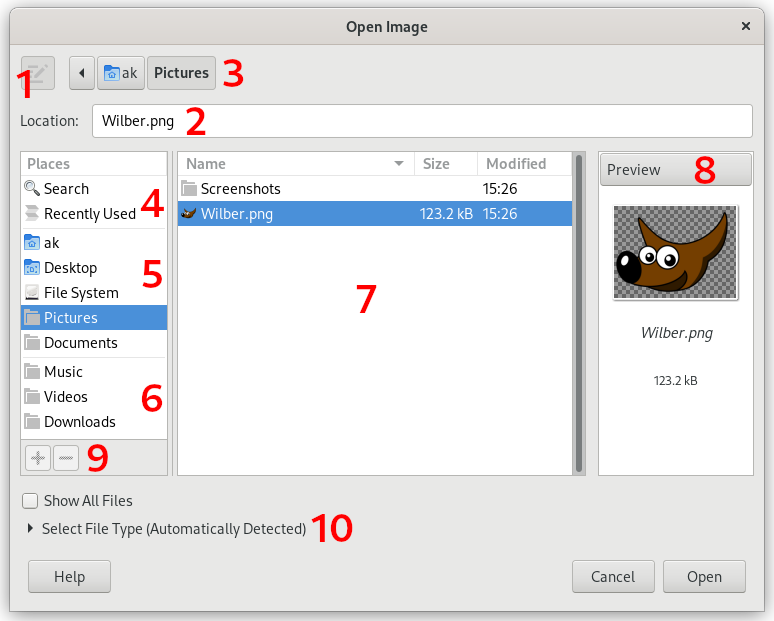 Open Image ×
1 ak Pictures 3
Location: Wilber.png 2
Places
Search
Recently Used 4
ak
Desktop 5
File System
Pictures
Documents
Music
Videos 6
Downloads
+ − 9
Name Size Modified
Screenshots 15:26
Wilber.png 123.2 kB 15:26
7
Preview 8
Wilber.png
123.2 kB
Show All Files
Select File Type (Automatically Detected) 10
Help Cancel Open